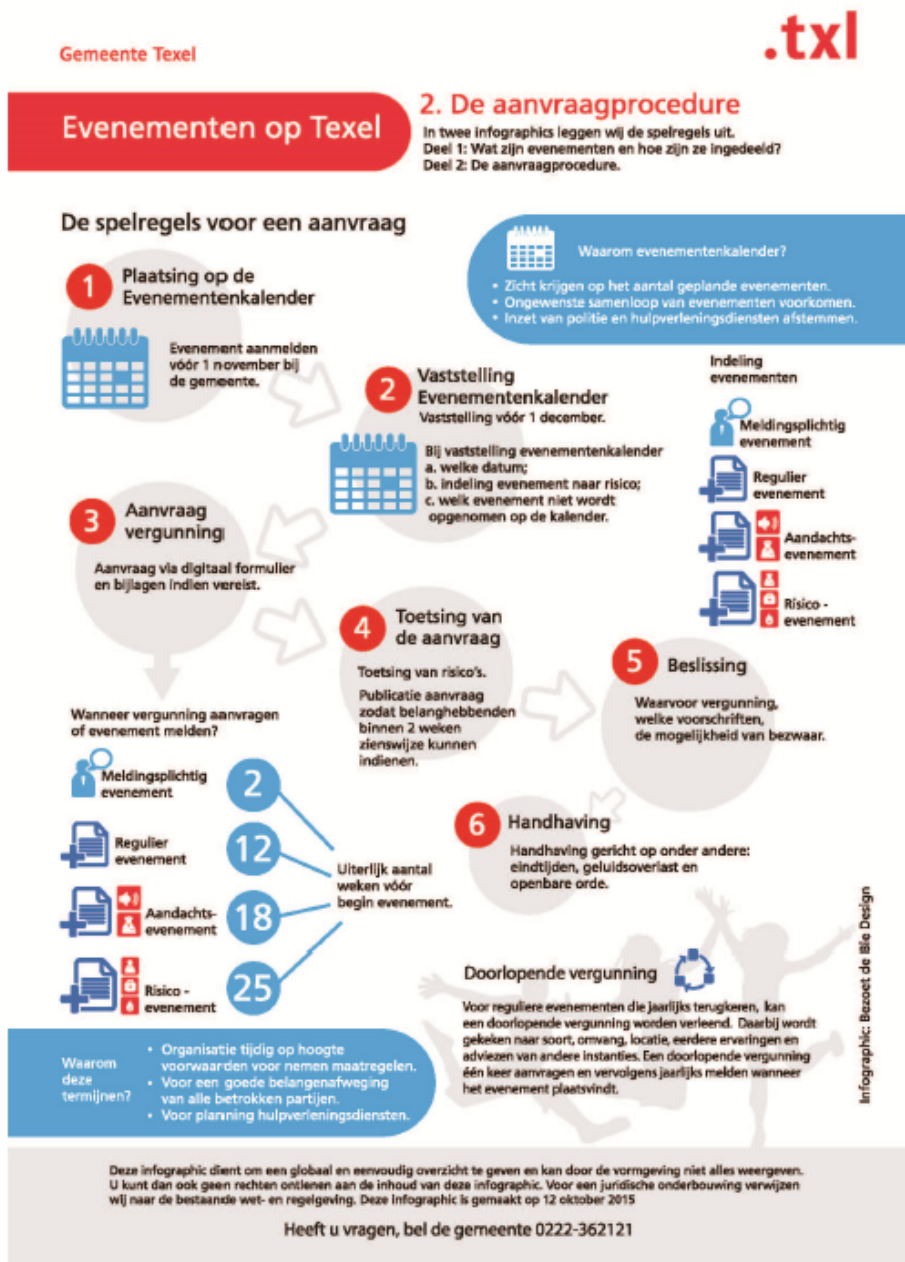 Gemeente Texel
.txl
Evenementen op Texel
2. De aanvraagprocedure
In twee infographics leggen wij de spelregels uit.
Deel 1: Wat zijn evenementen en hoe zijn ze ingedeeld?
Deel 2: De aanvraagprocedure.
De spelregels voor een aanvraag
Waarom evenementenkalender?
• Zicht krijgen op het aantal geplande evenementen.
• Ongewenste samenloop van evenementen voorkomen.
• Inzet van politie en hulpverleningsdiensten afstemmen.
1
Plaatsing op de
Evenementenkalender
Evenement aanmelden
vóór 1 november bij
de gemeente.
2
Vaststelling
Evenementenkalender
Vaststelling vóór 1 december.
Bij vaststelling evenementenkalender
a. welke datum;
b. indeling evenement naar risico;
c. welk evenement niet wordt
opgenomen op de kalender.
Indeling
evenementen
Meldingsplichtig
evenement
Regulier
evenement
Aandachts-
evenement
Risico -
evenement
3
Aanvraag
vergunning
Aanvraag via digitaal formulier
en bijlagen indien vereist.
4
Toetsing van
de aanvraag
Toetsing van risico's.
Publicatie aanvraag
zodat belanghebbenden
binnen 2 weken
zienswijze kunnen
indienen.
5
Beslissing
Waarvoor vergunning,
welke voorschriften,
de mogelijkheid van bezwaar.
Wanneer vergunning aanvragen
of evenement melden?
Meldingsplichtig
evenement
2
Regulier
evenement
12
Aandachts-
evenement
18
Risico -
evenement
25
Uiterlijk aantal
weken vóór
begin evenement.
6
Handhaving
Handhaving gericht op onder andere:
eindtijden, geluidsoverlast en
openbare orde.
Doorlopende vergunning
Voor reguliere evenementen die jaarlijks terugkeren, kan
een doorlopende vergunning worden verleend. Daarbij wordt
gekeken naar soort, omvang, locatie, eerdere ervaringen en
adviezen van andere instanties. Een doorlopende vergunning
één keer aanvragen en vervolgens jaarlijks melden wanneer
het evenement plaatsvindt.
Infographic: Bezoet de Bie Design
Waarom
deze
termijnen?
• Organisatie tijdig op hoogte
voorwaarden voor nemen maatregelen.
• Voor een goede belangenafweging
van alle betrokken partijen.
• Voor planning hulpverleningsdiensten.
Deze infographic dient om een globaal en eenvoudig overzicht te geven en kan door de vormgeving niet alles weergeven.
U kunt dan ook geen rechten ontlenen aan de inhoud van deze infographic. Voor een juridische onderbouwing verwijzen
wij naar de bestaande wet- en regelgeving. Deze infographic is gemaakt op 12 oktober 2015
Heeft u vragen, bel de gemeente 0222-362121